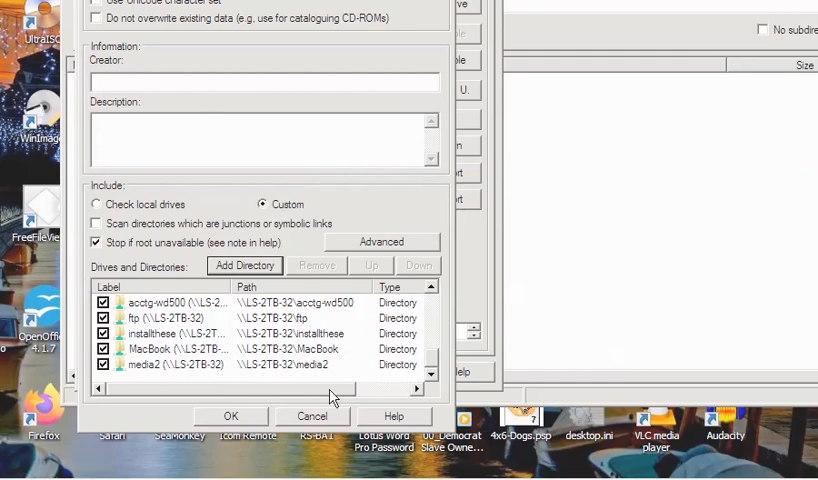 Use Unicode character set
Do not overwrite existing data (e.g, use for cataloguing CD-ROMs)
No subdire
Information:
Creator:
U.
Size
Description:
Include:
Check local drives
Custom
Scan directories which are junctions or symbolic links
Stop if root unavailable (see note in help)
Advanced
Drives and Directories:
Add Directory
Remove
Up
Down
Label
Path
Type
acctg-wd500 (\\LS-2...
\\LS-2TB-32\acctg-wd500
Directory
ftp (\\LS-2TB-32)
\\LS-2TB-32\ftp
Directory
installthese (\\LS-2T...
\\LS-2TB-32\installthese
Directory
MacBook (\\LS-2TB-...
\\LS-2TB-32\MacBook
Directory
media2 (\\LS-2TB-32)
\\LS-2TB-32\media2
Directory
OK
Cancel
Help
elp
UltraISO
WinImage
FreeFileView
OpenOffi
4.1.7
Firefox
Safari
SeaMonkey
Icom Remote
RS-BA1
Lotus Word
Pro Password
00_Democrat
Slave Owne...
4x6-Dogs.psp
desktop.ini
VLC media
player
Audacity